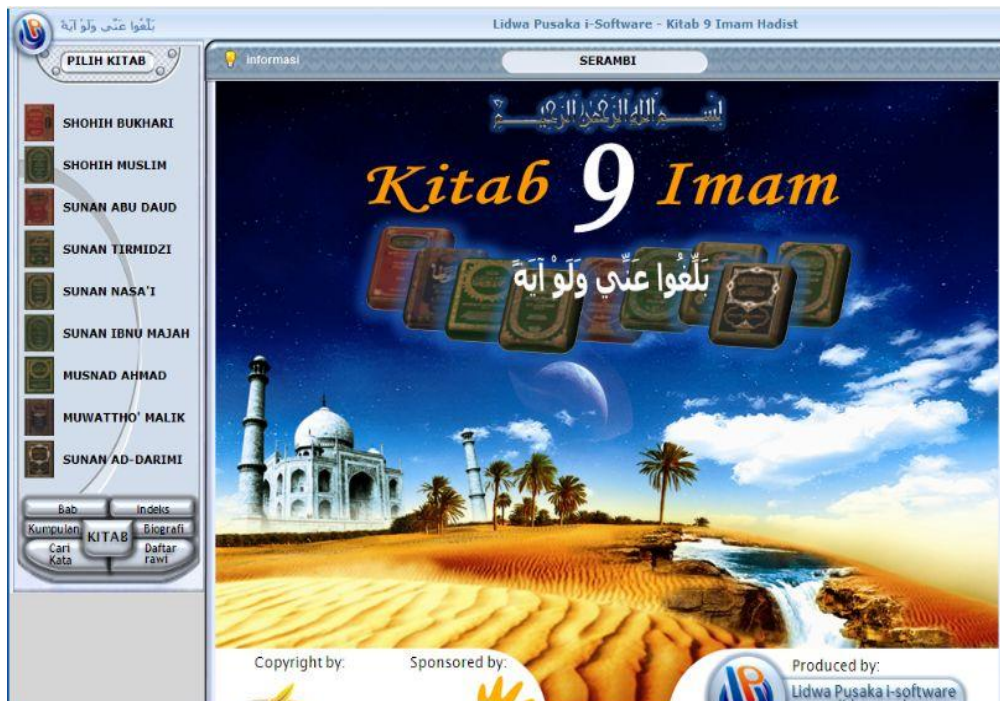 بَلِّغُوا عَنِّى وَلَوْ آيَةً
Lidwa Pusaka i-Software - Kitab 9 Imam Hadist
PILIH KITAB
informasi
SERAMBI
SHOHIH BUKHARI
SHOHIH MUSLIM
SUNAN ABU DAUD
SUNAN TIRMIDZI
SUNAN NASA'I
SUNAN IBNU MAJAH
MUSNAD AHMAD
MUWATTHO' MALIK
SUNAN AD-DARIMI
Bab
Indeks
Kumpulan
KITAB
Biografi
Cari Kata
Daftar rawi
بسم الله الرحمن الرحيم
Kitab 9 Imam
بَلِّغُوا عَنِّي وَلَوْ آيَةً
Copyright by:
Sponsored by:
Produced by:
Lidwa Pusaka i-software